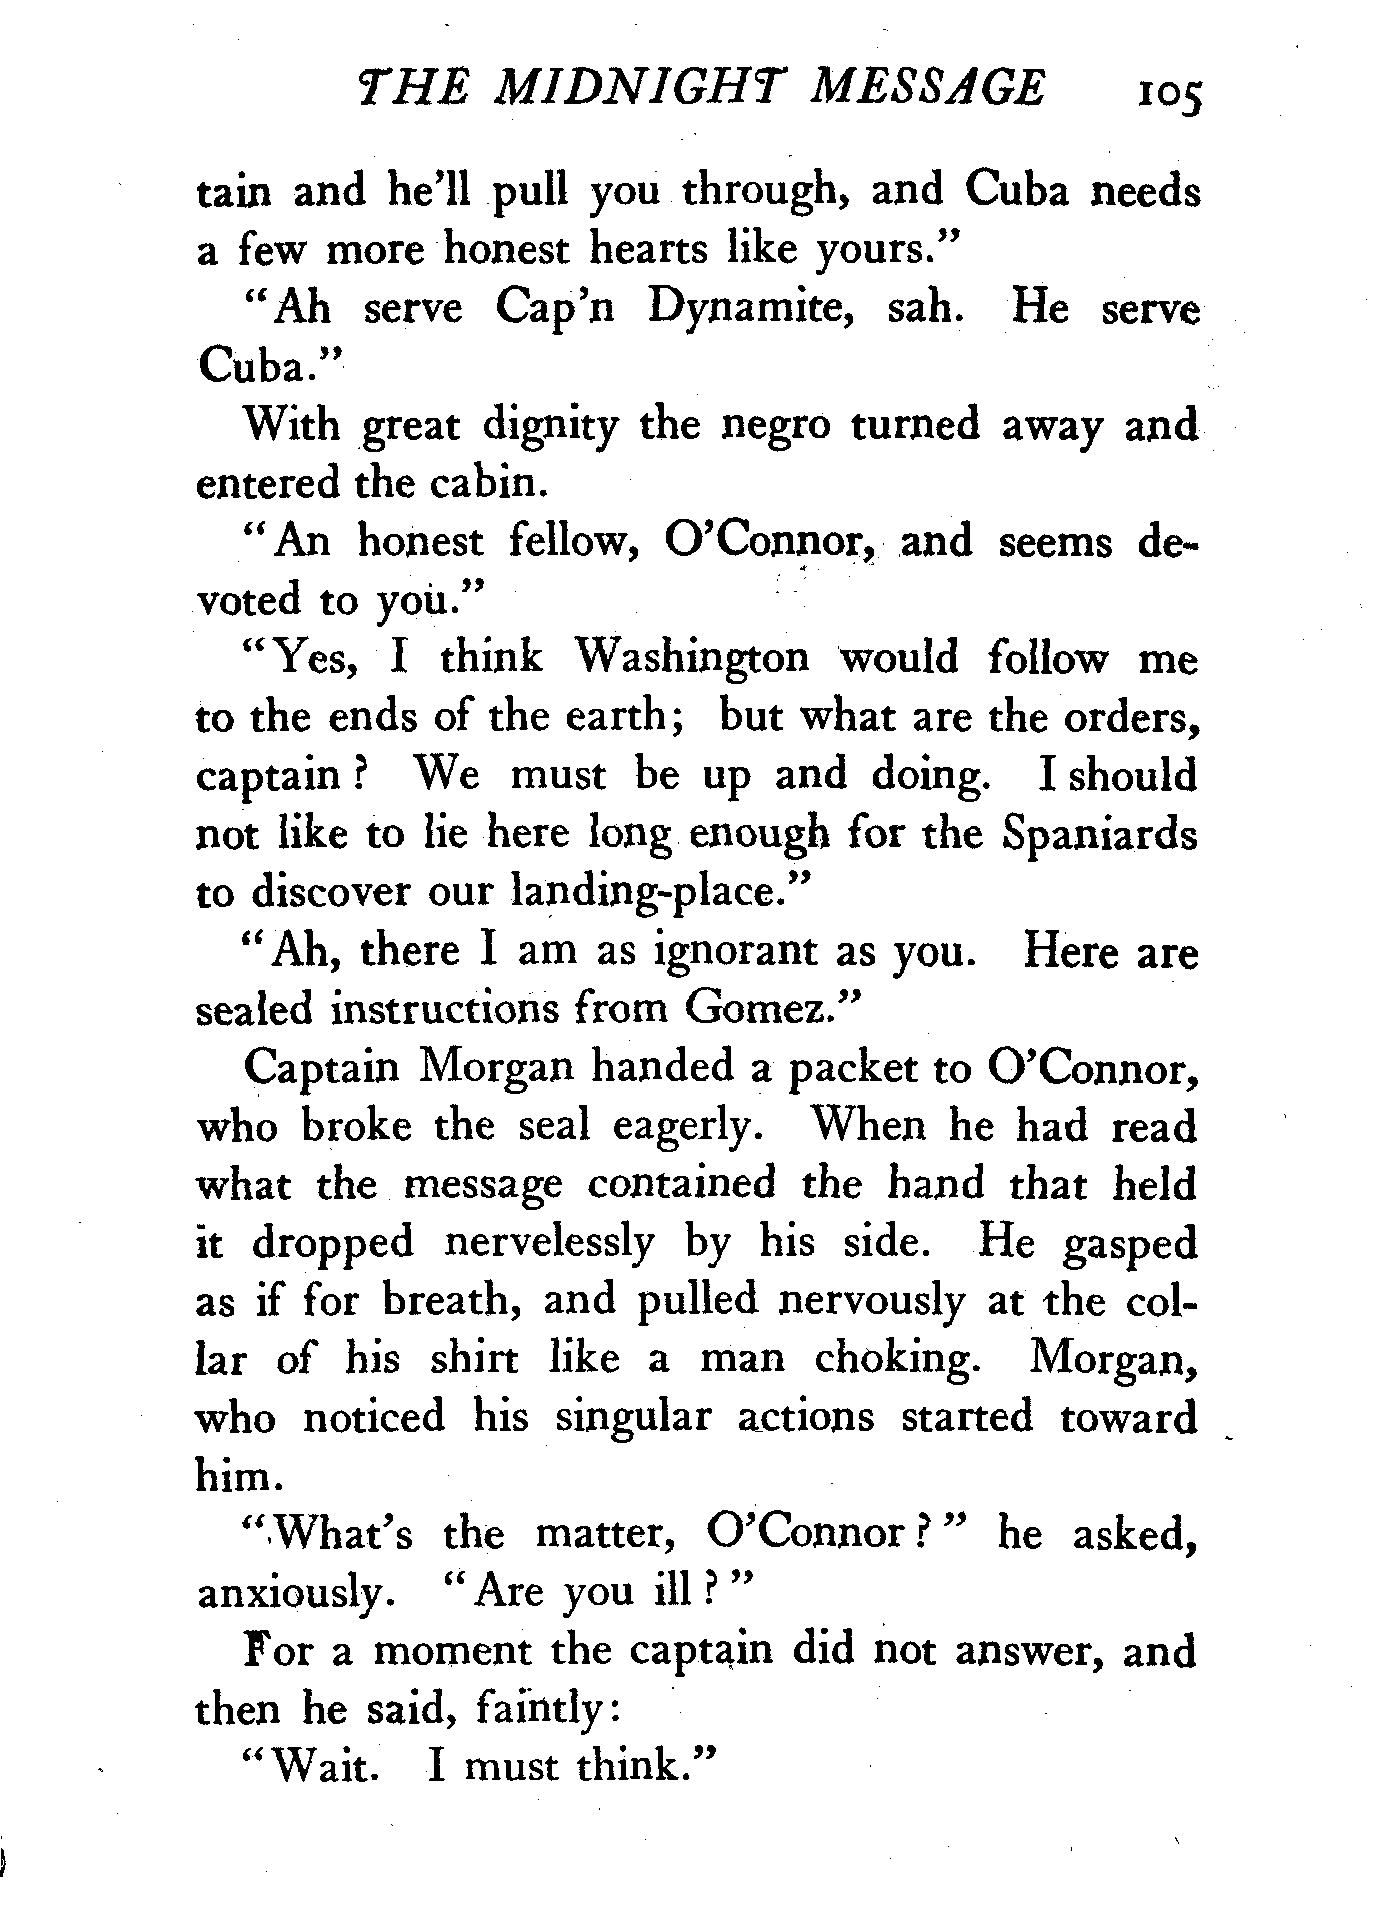 THE MIDNIGHT MESSAGE 105
tain and he'll pull you through, and Cuba needs
a few more honest hearts like yours."
"Ah serve Cap'n Dynamite, sah. He serve
Cuba."
With great dignity the negro turned away and
entered the cabin.
"An honest fellow, O'Connor, and seems de-
voted to you."
"Yes, I think Washington would follow me
to the ends of the earth; but what are the orders,
captain? We must be up and doing. I should
not like to lie here long enough for the Spaniards
to discover our landing-place."
"Ah, there I am as ignorant as you. Here are
sealed instructions from Gomez."
Captain Morgan handed a packet to O'Connor,
who broke the seal eagerly. When he had read
what the message contained the hand that held
it dropped nervelessly by his side. He gasped
as if for breath, and pulled nervously at the col-
lar of his shirt like a man choking. Morgan,
who noticed his singular actions started toward
him.
"What's the matter, O'Connor?" he asked,
anxiously. "Are you ill?"
For a moment the captain did not answer, and
then he said, faintly:
"Wait. I must think."